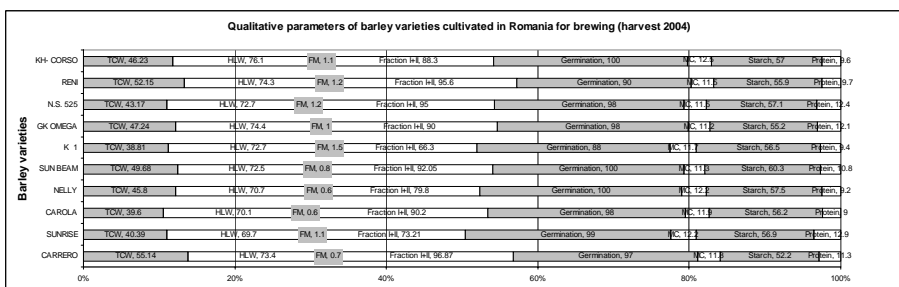 Qualitative parameters of barley varieties cultivated in Romania for brewing (harvest 2004)
Barley varieties
KH- CORSO TCW, 46.23 HLW, 76.1 FM, 1.1 Fraction I+II, 88.3 Germination, 100 MC, 12.5 Starch, 57 Protein, 9.6
RENI TCW, 52.15 HLW, 74.3 FM, 1.2 Fraction I+II, 95.6 Germination, 90 MC, 11.5 Starch, 55.9 Protein, 9.7
N.S. 525 TCW, 43.17 HLW, 72.7 FM, 1.2 Fraction I+II, 95 Germination, 98 MC, 11.5 Starch, 57.1 Protein, 12.4
GK OMEGA TCW, 47.24 HLW, 74.4 FM, 1 Fraction I+II, 90 Germination, 98 MC, 11.2 Starch, 55.2 Protein, 12.1
K 1 TCW, 38.81 HLW, 72.7 FM, 1.5 Fraction I+II, 66.3 Germination, 88 MC, 11.7 Starch, 56.5 Protein, 9.4
SUN BEAM TCW, 49.68 HLW, 72.5 FM, 0.8 Fraction I+II, 92.05 Germination, 100 MC, 11.3 Starch, 60.3 Protein, 10.8
NELLY TCW, 45.8 HLW, 70.7 FM, 0.6 Fraction I+II, 79.8 Germination, 100 MC, 12.2 Starch, 57.5 Protein, 9.2
CAROLA TCW, 39.6 HLW, 70.1 FM, 0.6 Fraction I+II, 90.2 Germination, 98 MC, 11.9 Starch, 56.2 Protein, 9
SUNRISE TCW, 40.39 HLW, 69.7 FM, 1.1 Fraction I+II, 73.21 Germination, 99 MC, 12.2 Starch, 56.9 Protein, 12.9
CARRERO TCW, 55.14 HLW, 73.4 FM, 0.7 Fraction I+II, 96.87 Germination, 97 MC, 11.8 Starch, 52.2 Protein, 11.3
0% 20% 40% 60% 80% 100%